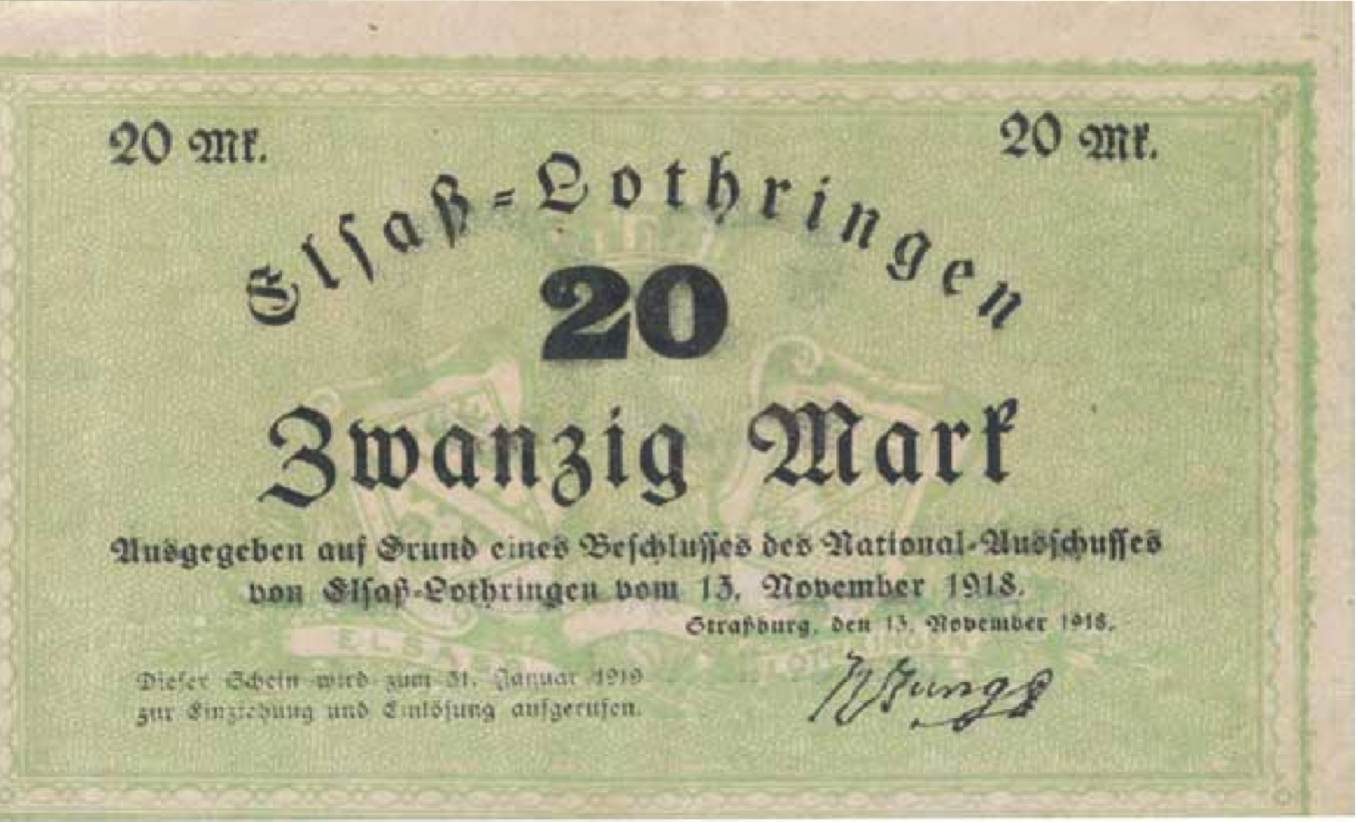 20 Mk. 20 Mk.
Elsaß-Lothringen
20
Zwanzig Mark
Ausgegeben auf Grund eines Beschlusses des National-Ausschusses
von Elsaß-Lothringen vom 13. November 1918.
Straßburg, den 13. November 1918.
Dieser Schein wird zum 31. Januar 1919
zur Einziehung und Einlösung aufgerufen.